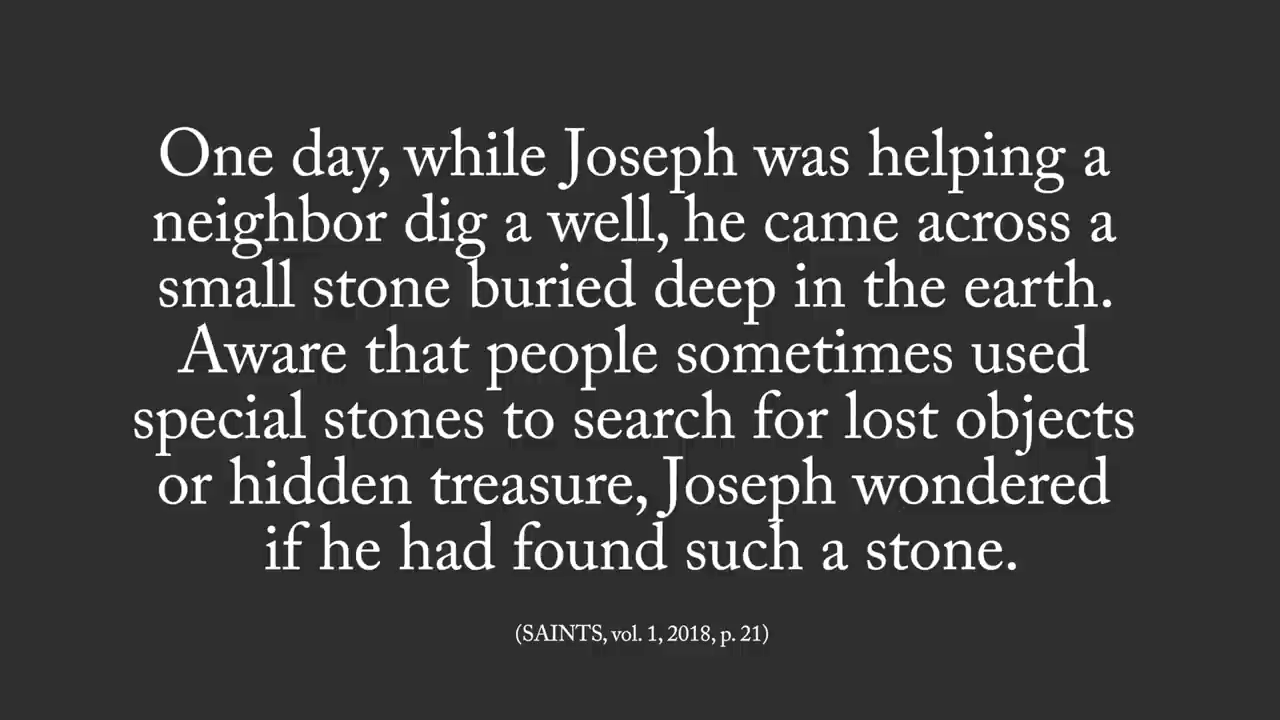 One day, while Joseph was helping a
neighbor dig a well, he came across a
small stone buried deep in the earth.
Aware that people sometimes used
special stones to search for lost objects
or hidden treasure, Joseph wondered
if he had found such a stone.
(SAINTS, vol. 1, 2018, p. 21)